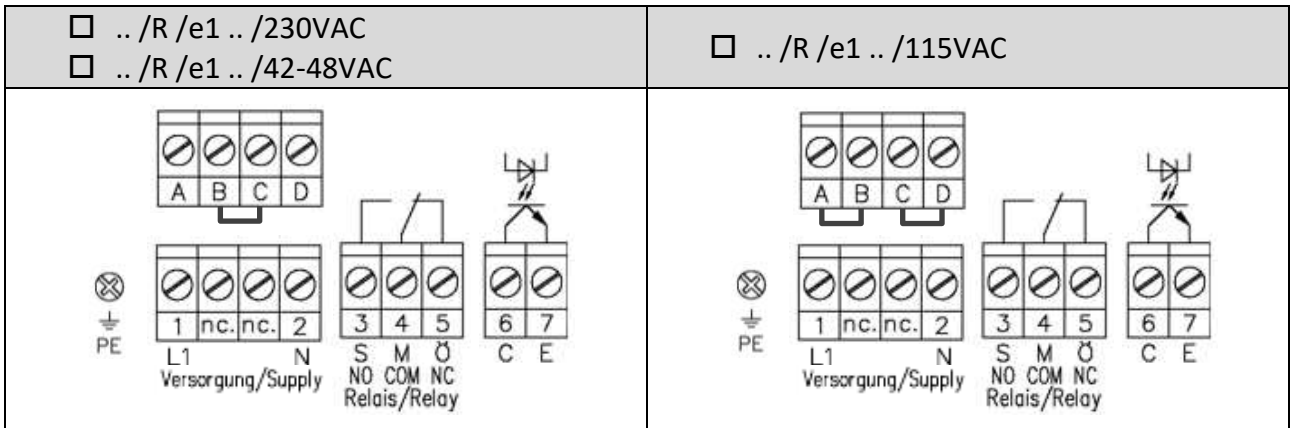 ☐ .. /R /e1 .. /230VAC
☐ .. /R /e1 .. /42-48VAC
☐ .. /R /e1 .. /115VAC
A B C D
PE
1 nc. nc. 2
L1 N
Versorgung/Supply
3 4 5
S M Ö
NO COM NC
Relais/Relay
6 7
C E
A B C D
PE
1 nc. nc. 2
L1 N
Versorgung/Supply
3 4 5
S M Ö
NO COM NC
Relais/Relay
6 7
C E